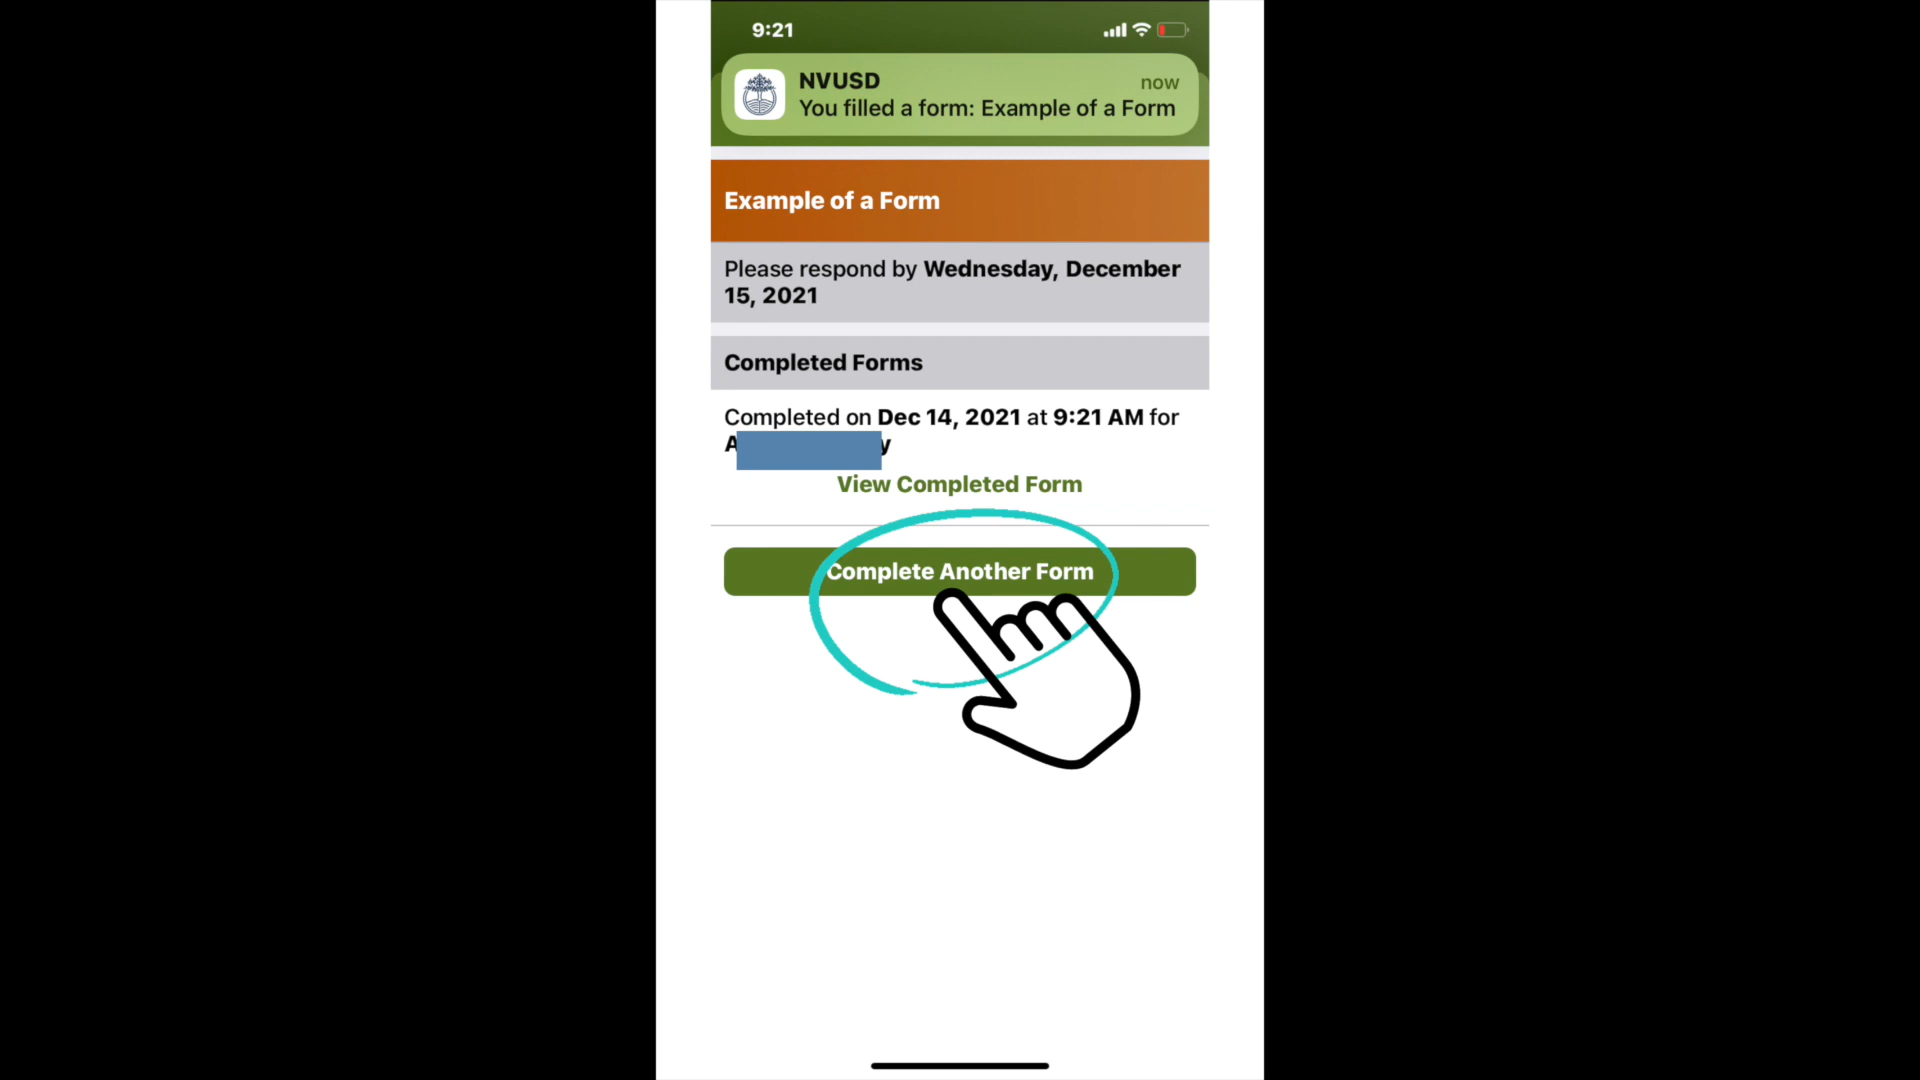 9:21
NVUSD
now
You filled a form: Example of a Form
Example of a Form
Please respond by Wednesday, December
15, 2021
Completed Forms
Completed on Dec 14, 2021 at 9:21 AM for
View Completed Form
Complete Another Form